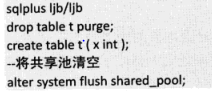 sqlplus ljb/ljb
drop table t purge;
create table t ( x int );
--将共享池清空
alter system flush shared_pool;